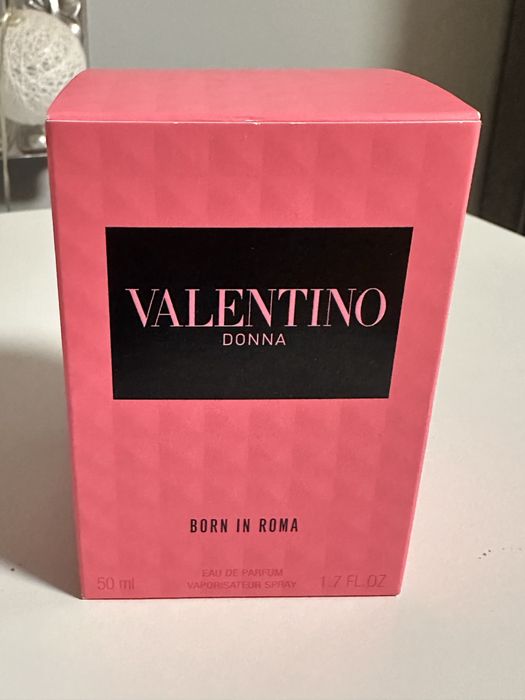 VALENTINO
DONNA
BORN IN ROMA
EAU DE PARFUM
50 ml VAPORISATEUR SPRAY 1.7 FL.OZ